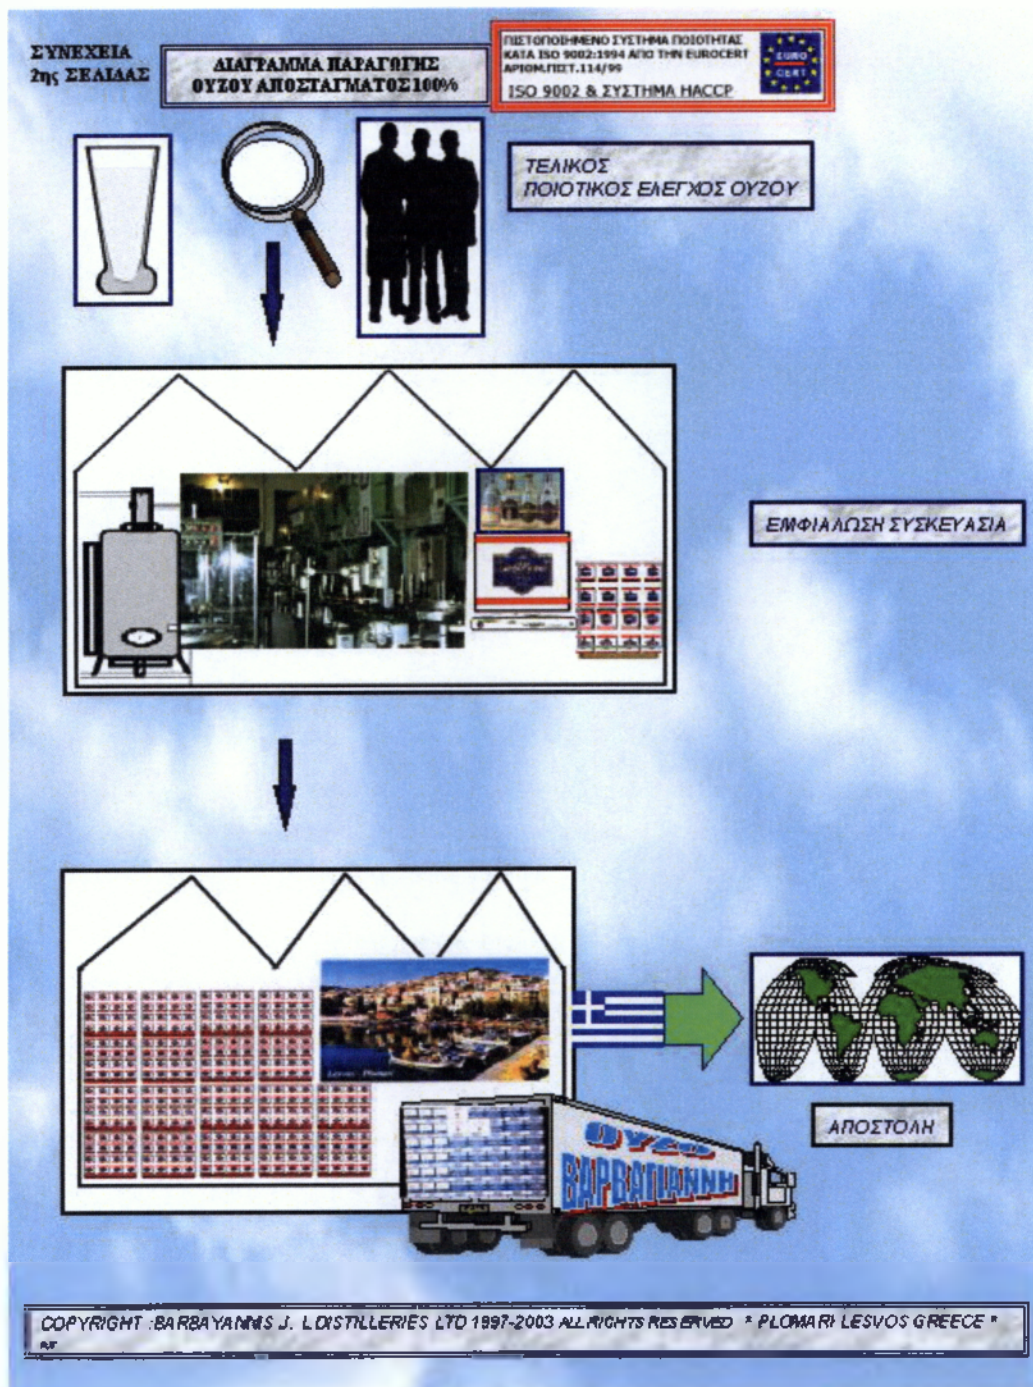 ΣΥΝΕΧΕΙΑ
2ης ΣΕΛΙΔΑΣ
ΔΙΑΓΡΑΜΜΑ ΠΑΡΑΓΩΓΗΣ
ΟΥΖΟΥ ΑΠΟΣΤΑΓΜΑΤΟΣ 100%
ΠΙΣΤΟΠΟΙΗΜΕΝΟ ΣΥΣΤΗΜΑ ΠΟΙΟΤΗΤΑΣ
ΚΑΤΑ ISO 9002:1994 ΑΠΟ ΤΗΝ EUROCERT
ΑΡΙΘΜ.ΠΙΣΤ.114/99
ISO 9002 & ΣΥΣΤΗΜΑ HACCP
EURO
CERT
ΤΕΛΙΚΟΣ
ΠΟΙΟΤΙΚΟΣ ΕΛΕΓΧΟΣ ΟΥΖΟΥ
ΕΜΦΙΑΛΩΣΗ ΣΥΣΚΕΥΑΣΙΑ
ΑΠΟΣΤΟΛΗ
ΟΥΖΟ
ΒΑΡΒΑΓΙΑΝΝΗ
COPYRIGHT :BARBAYANNIS J. L DISTILLERIES LTD 1997-2003 ALL RIGHTS RESERVED * PLOMARI LESVOS GREECE *